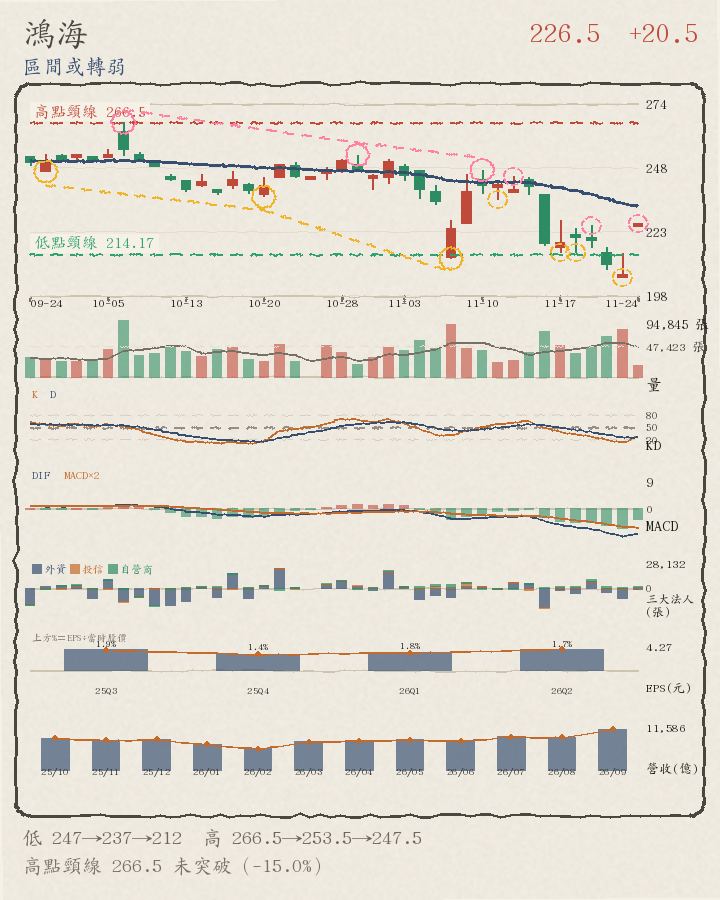 鴻海
226.5 +20.5
區間或轉弱
高點頸線 266.5
274
248
低點頸線 214.17
223
198
09-24 10-05 10-13 10-20 10-28 11-03 11-10 11-17 11-24
94,845 張
47,423 張
量
K D
80
50
20
KD
DIF MACD×2
9
0
MACD
外資 投信 自營商
28,132
0
三大法人
(張)
上方%=EPS÷當時股價
1.9% 1.4% 1.8% 1.7%
4.27
25Q3 25Q4 26Q1 26Q2
EPS(元)
11,586
25/10 25/11 25/12 26/01 26/02 26/03 26/04 26/05 26/06 26/07 26/08 26/09
營收(億)
低 247→237→212 高 266.5→253.5→247.5
高點頸線 266.5 未突破 (-15.0%)